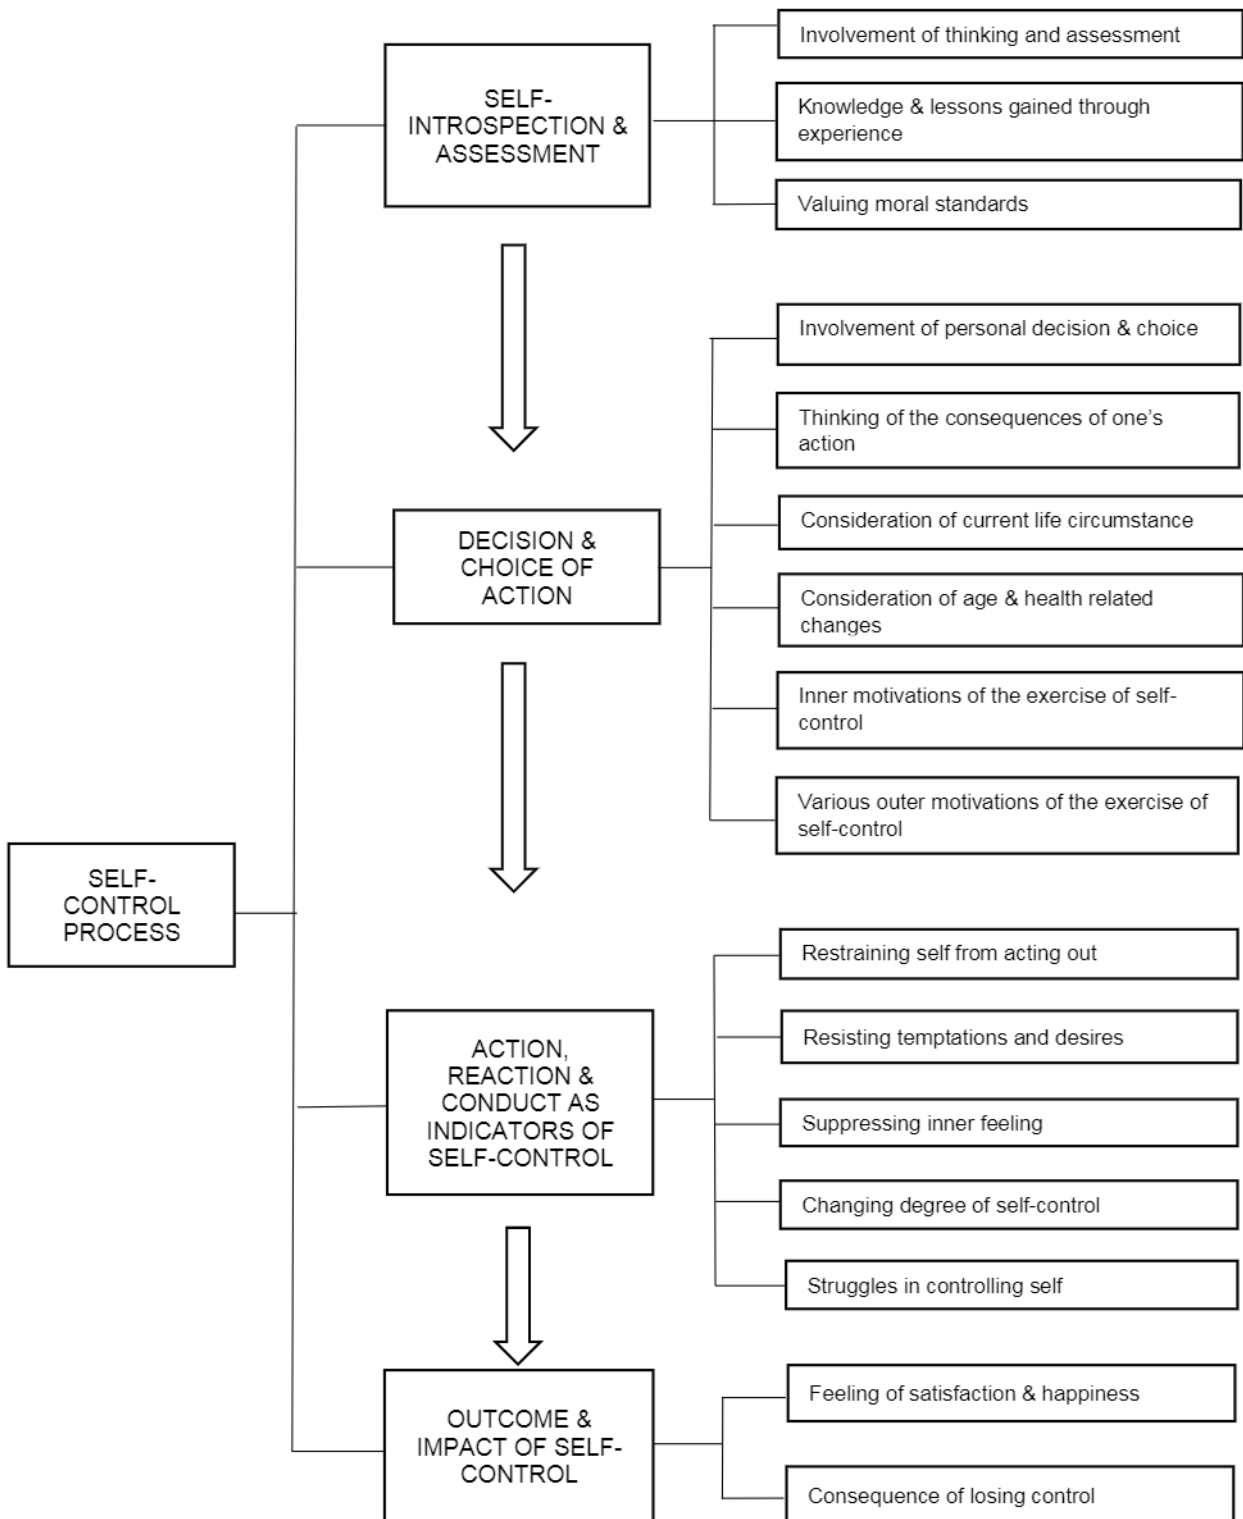 SELF-
CONTROL
PROCESS
SELF-
INTROSPECTION &
ASSESSMENT
Involvement of thinking and assessment
Knowledge & lessons gained through
experience
Valuing moral standards
DECISION &
CHOICE OF
ACTION
Involvement of personal decision & choice
Thinking of the consequences of one’s
action
Consideration of current life circumstance
Consideration of age & health related
changes
Inner motivations of the exercise of self-
control
Various outer motivations of the exercise of
self-control
ACTION,
REACTION &
CONDUCT AS
INDICATORS OF
SELF-CONTROL
Restraining self from acting out
Resisting temptations and desires
Suppressing inner feeling
Changing degree of self-control
Struggles in controlling self
OUTCOME &
IMPACT OF SELF-
CONTROL
Feeling of satisfaction & happiness
Consequence of losing control